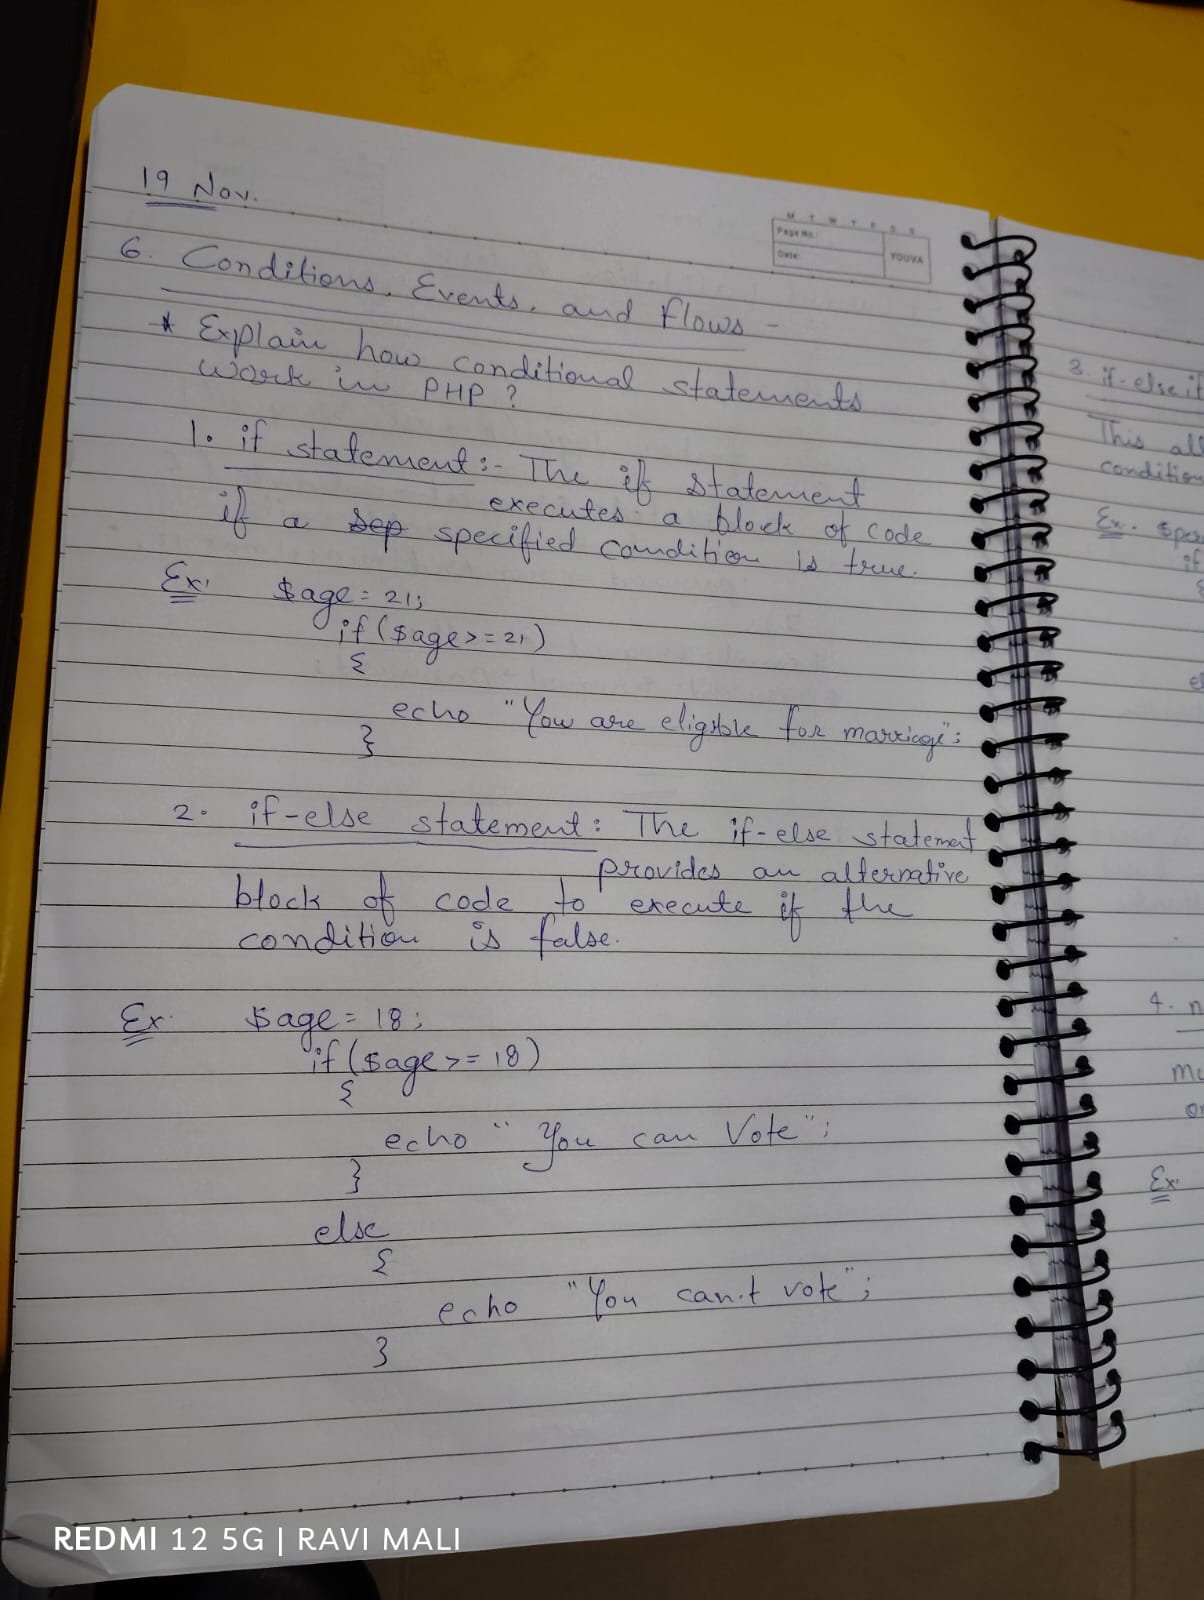 19 Nov.
M T W T F S S
Page No.:
Date:
YOUVA
6. Conditions, Events, and flows -
* Explain how conditional statements
work in PHP ?
1. if statement :- The if statement
executes a block of code
if a sep specified condition is true.
Ex. $age = 21;
if ($age >= 21)
{
echo "You are eligible for marriage";
}
2. if-else statement : The if-else statement
provides an alternative
block of code to execute if the
condition is false.
Ex. $age = 18;
if ($age >= 18)
{
echo "You can Vote";
}
else
{
echo "You can't vote";
}
3. if-else if
This all
condition
Ex.
if
{
4. n
mu
or
Ex.
REDMI 12 5G | RAVI MALI